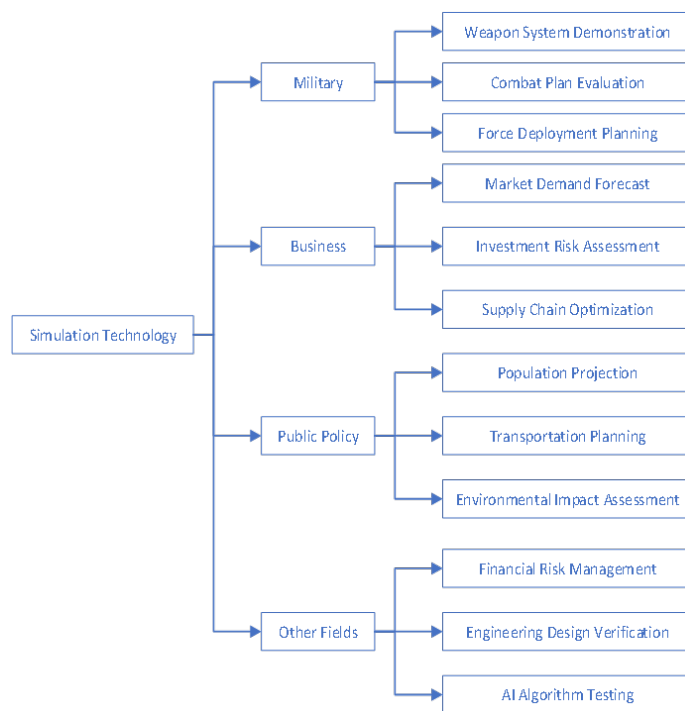 Simulation Technology
Military
Weapon System Demonstration
Combat Plan Evaluation
Force Deployment Planning
Business
Market Demand Forecast
Investment Risk Assessment
Supply Chain Optimization
Public Policy
Population Projection
Transportation Planning
Environmental Impact Assessment
Other Fields
Financial Risk Management
Engineering Design Verification
AI Algorithm Testing